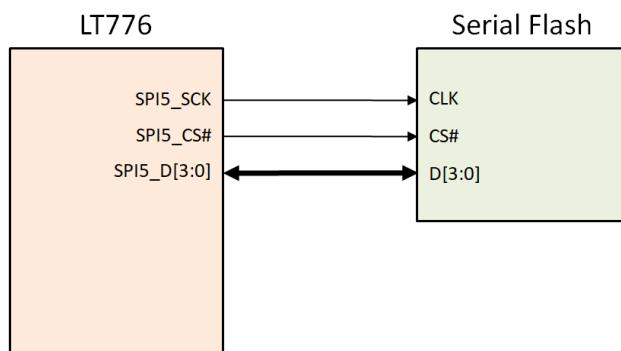 LT776
Serial Flash
SPI5_SCK
CLK
SPI5_CS#
CS#
SPI5_D[3:0]
D[3:0]